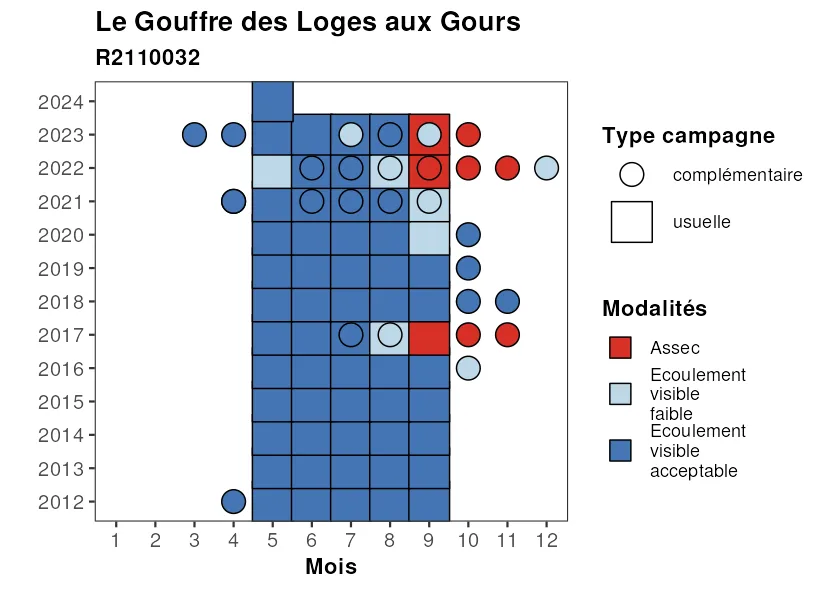 Le Gouffre des Loges aux Gours
R2110032
2024
2023
2022
2021
2020
2019
2018
2017
2016
2015
2014
2013
2012
1 2 3 4 5 6 7 8 9 10 11 12
Mois
Type campagne
complémentaire
usuelle
Modalités
Assec
Ecoulement
visible
faible
Ecoulement
visible
acceptable